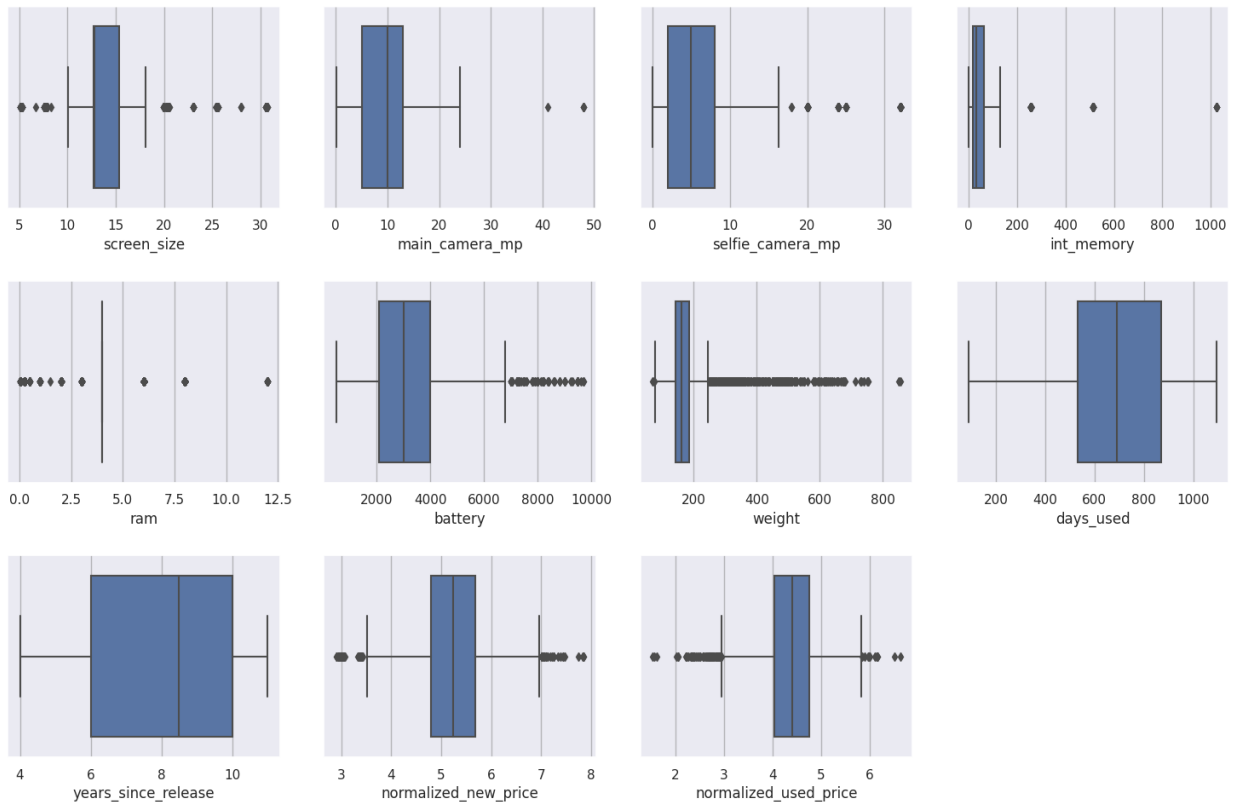 5 10 15 20 25 30
screen_size
0 10 20 30 40 50
main_camera_mp
0 10 20 30
selfie_camera_mp
0 200 400 600 800 1000
int_memory
0.0 2.5 5.0 7.5 10.0 12.5
ram
2000 4000 6000 8000 10000
battery
200 400 600 800
weight
200 400 600 800 1000
days_used
4 6 8 10
years_since_release
3 4 5 6 7 8
normalized_new_price
2 3 4 5 6
normalized_used_price